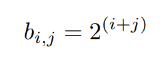 b_{i,j} = 2^{(i+j)}